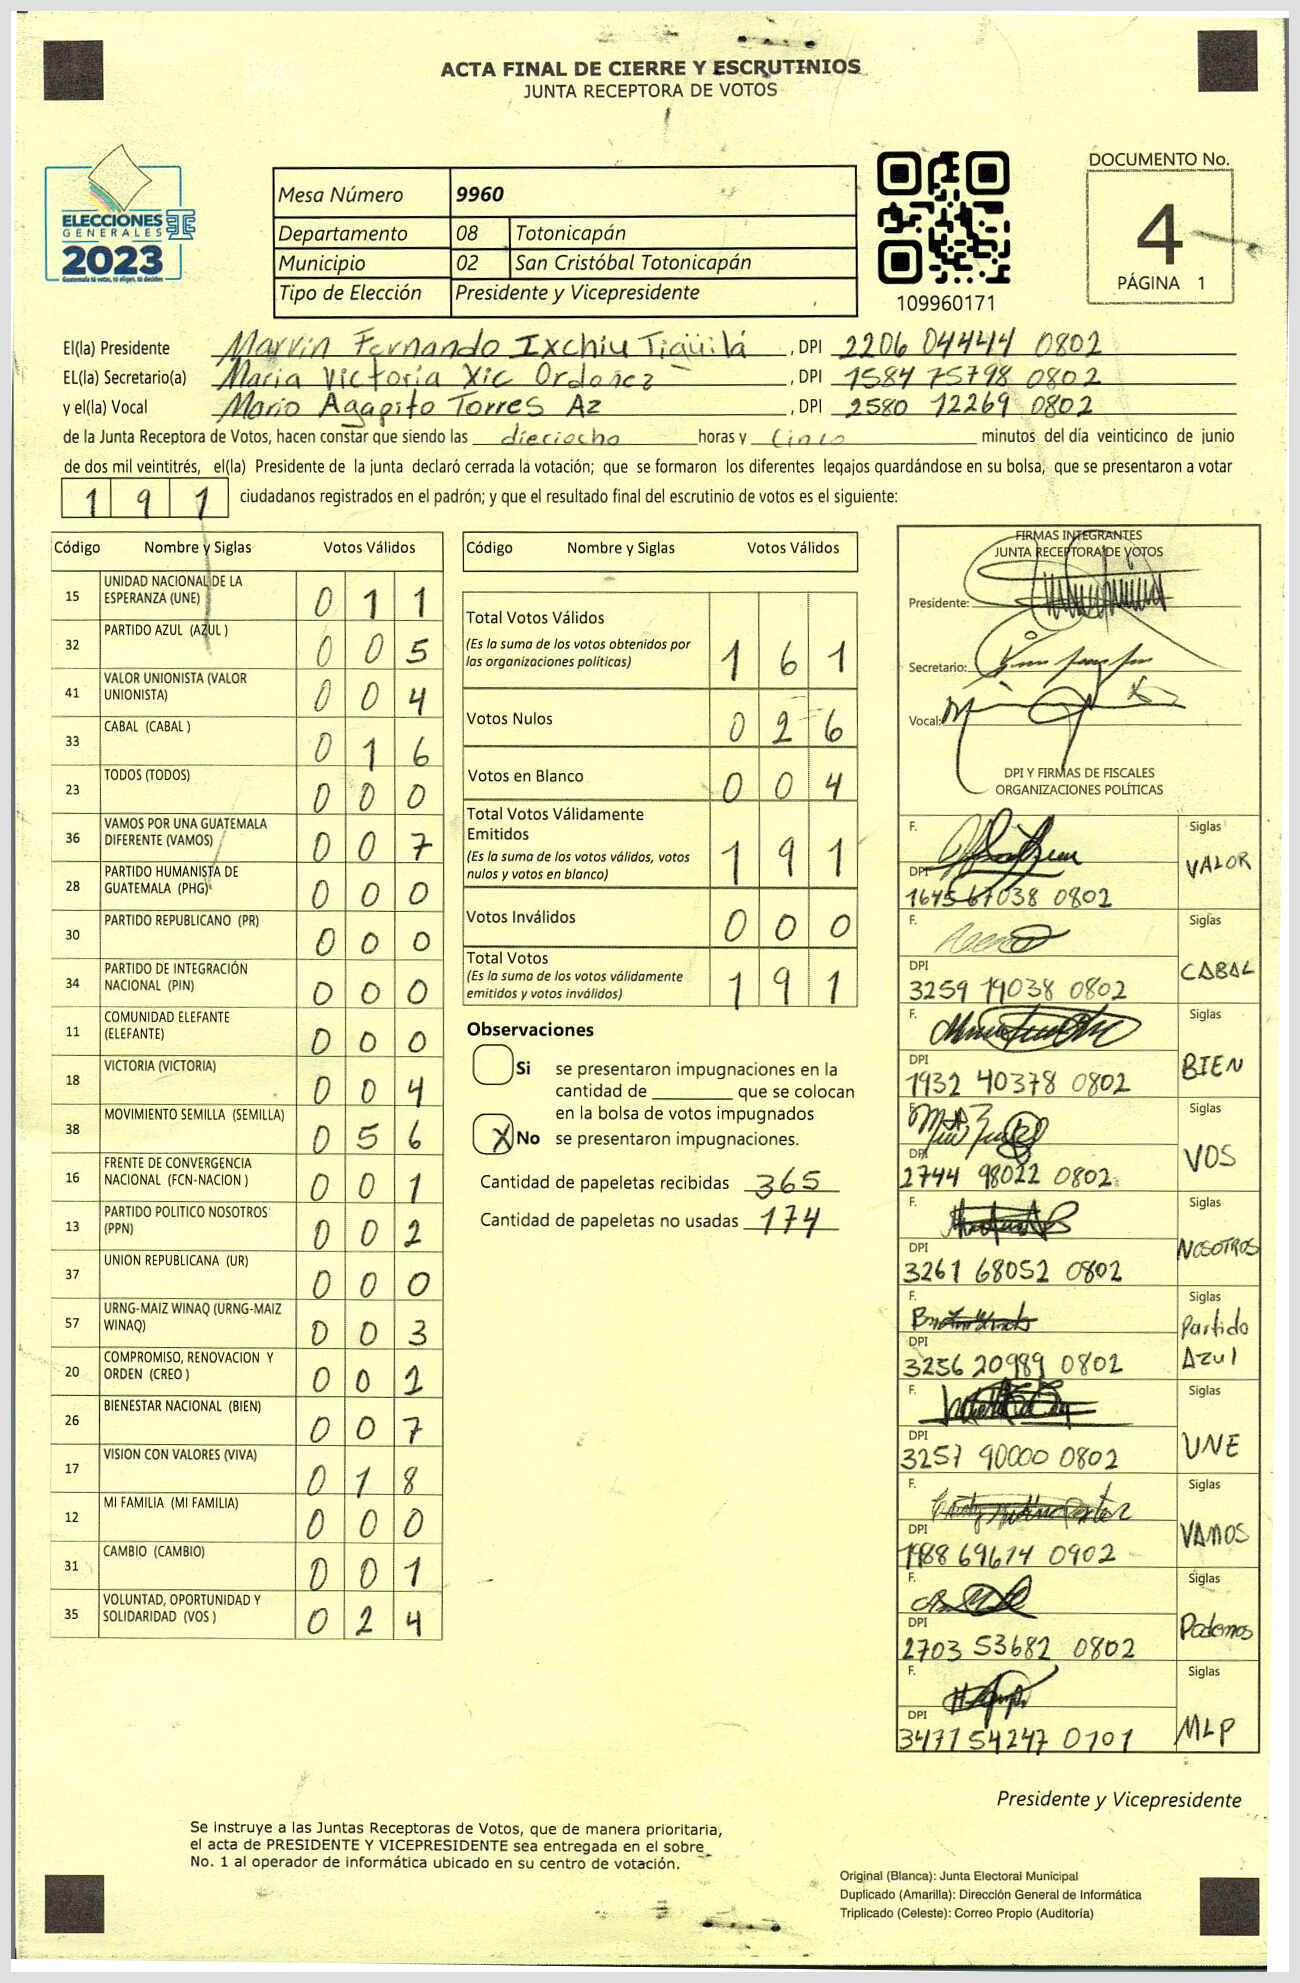 ACTA FINAL DE CIERRE Y ESCRUTINIOS
JUNTA RECEPTORA DE VOTOS
ELECCIONES
GENERALES
2023
Guatemala tú votas, tú eliges, tú decides
Mesa Número 9960
Departamento 08 Totonicapán
Municipio 02 San Cristóbal Totonicapán
Tipo de Elección Presidente y Vicepresidente
109960171
DOCUMENTO No.
4
PÁGINA 1
El(la) Presidente Marvin Fernando Ixchiu Tiguilá , DPI 2206 04444 0802
EL(la) Secretario(a) Maria Victoria Xic Ordoñez , DPI 1584 75798 0802
y el(la) Vocal Mario Agapito Torres Az , DPI 2580 12269 0802
de la Junta Receptora de Votos, hacen constar que siendo las dieciocho horas y cinco minutos del día veinticinco de junio
de dos mil veintitrés, el(la) Presidente de la junta declaró cerrada la votación; que se formaron los diferentes legajos quardándose en su bolsa, que se presentaron a votar
191 ciudadanos registrados en el padrón; y que el resultado final del escrutinio de votos es el siguiente:
Código Nombre y Siglas Votos Válidos
15 UNIDAD NACIONAL DE LA ESPERANZA (UNE) 0 1 1
32 PARTIDO AZUL (AZUL ) 0 0 5
41 VALOR UNIONISTA (VALOR UNIONISTA) 0 0 4
33 CABAL (CABAL ) 0 1 6
23 TODOS (TODOS) 0 0 0
36 VAMOS POR UNA GUATEMALA DIFERENTE (VAMOS) 0 0 7
28 PARTIDO HUMANISTA DE GUATEMALA (PHG) 0 0 0
30 PARTIDO REPUBLICANO (PR) 0 0 0
34 PARTIDO DE INTEGRACIÓN NACIONAL (PIN) 0 0 0
11 COMUNIDAD ELEFANTE (ELEFANTE) 0 0 0
18 VICTORIA (VICTORIA) 0 0 4
38 MOVIMIENTO SEMILLA (SEMILLA) 0 5 6
16 FRENTE DE CONVERGENCIA NACIONAL (FCN-NACION ) 0 0 1
13 PARTIDO POLITICO NOSOTROS (PPN) 0 0 2
37 UNION REPUBLICANA (UR) 0 0 0
57 URNG-MAIZ WINAQ (URNG-MAIZ WINAQ) 0 0 3
20 COMPROMISO, RENOVACION Y ORDEN (CREO ) 0 0 2
26 BIENESTAR NACIONAL (BIEN) 0 0 7
17 VISION CON VALORES (VIVA) 0 1 8
12 MI FAMILIA (MI FAMILIA) 0 0 0
31 CAMBIO (CAMBIO) 0 0 1
35 VOLUNTAD, OPORTUNIDAD Y SOLIDARIDAD (VOS ) 0 2 4
Código Nombre y Siglas Votos Válidos
Total Votos Válidos
(Es la suma de los votos obtenidos por
las organizaciones políticas) 1 6 1
Votos Nulos 0 2 6
Votos en Blanco 0 0 4
Total Votos Válidamente
Emitidos
(Es la suma de los votos válidos, votos
nulos y votos en blanco) 1 9 1
Votos Inválidos 0 0 0
Total Votos
(Es la suma de los votos válidamente
emitidos y votos inválidos) 1 9 1
Observaciones
Si se presentaron impugnaciones en la
cantidad de ________ que se colocan
en la bolsa de votos impugnados
X No se presentaron impugnaciones.
Cantidad de papeletas recibidas 365
Cantidad de papeletas no usadas 174
FIRMAS INTEGRANTES
JUNTA RECEPTORA DE VOTOS
Presidente:
Secretario:
Vocal:
DPI Y FIRMAS DE FISCALES
ORGANIZACIONES POLÍTICAS
F. Siglas
DPI VALOR
1645 67038 0802
F. Siglas
DPI CABAL
3259 19038 0802
F. Siglas
DPI BIEN
1932 40378 0802
F. Siglas
DPI VOS
2744 98022 0802
F. Siglas
DPI NOSOTROS
3261 68052 0802
F. Siglas
DPI Partido Azul
3256 20989 0802
F. Siglas
DPI UNE
3257 90000 0802
F. Siglas
DPI VAMOS
1988 69614 0902
F. Siglas
DPI Podemos
2703 53682 0802
F. Siglas
DPI MLP
3477 54247 0101
Presidente y Vicepresidente
Se instruye a las Juntas Receptoras de Votos, que de manera prioritaria,
el acta de PRESIDENTE Y VICEPRESIDENTE sea entregada en el sobre
No. 1 al operador de informática ubicado en su centro de votación.
Original (Blanca): Junta Electoral Municipal
Duplicado (Amarilla): Dirección General de Informática
Triplicado (Celeste): Correo Propio (Auditoría)